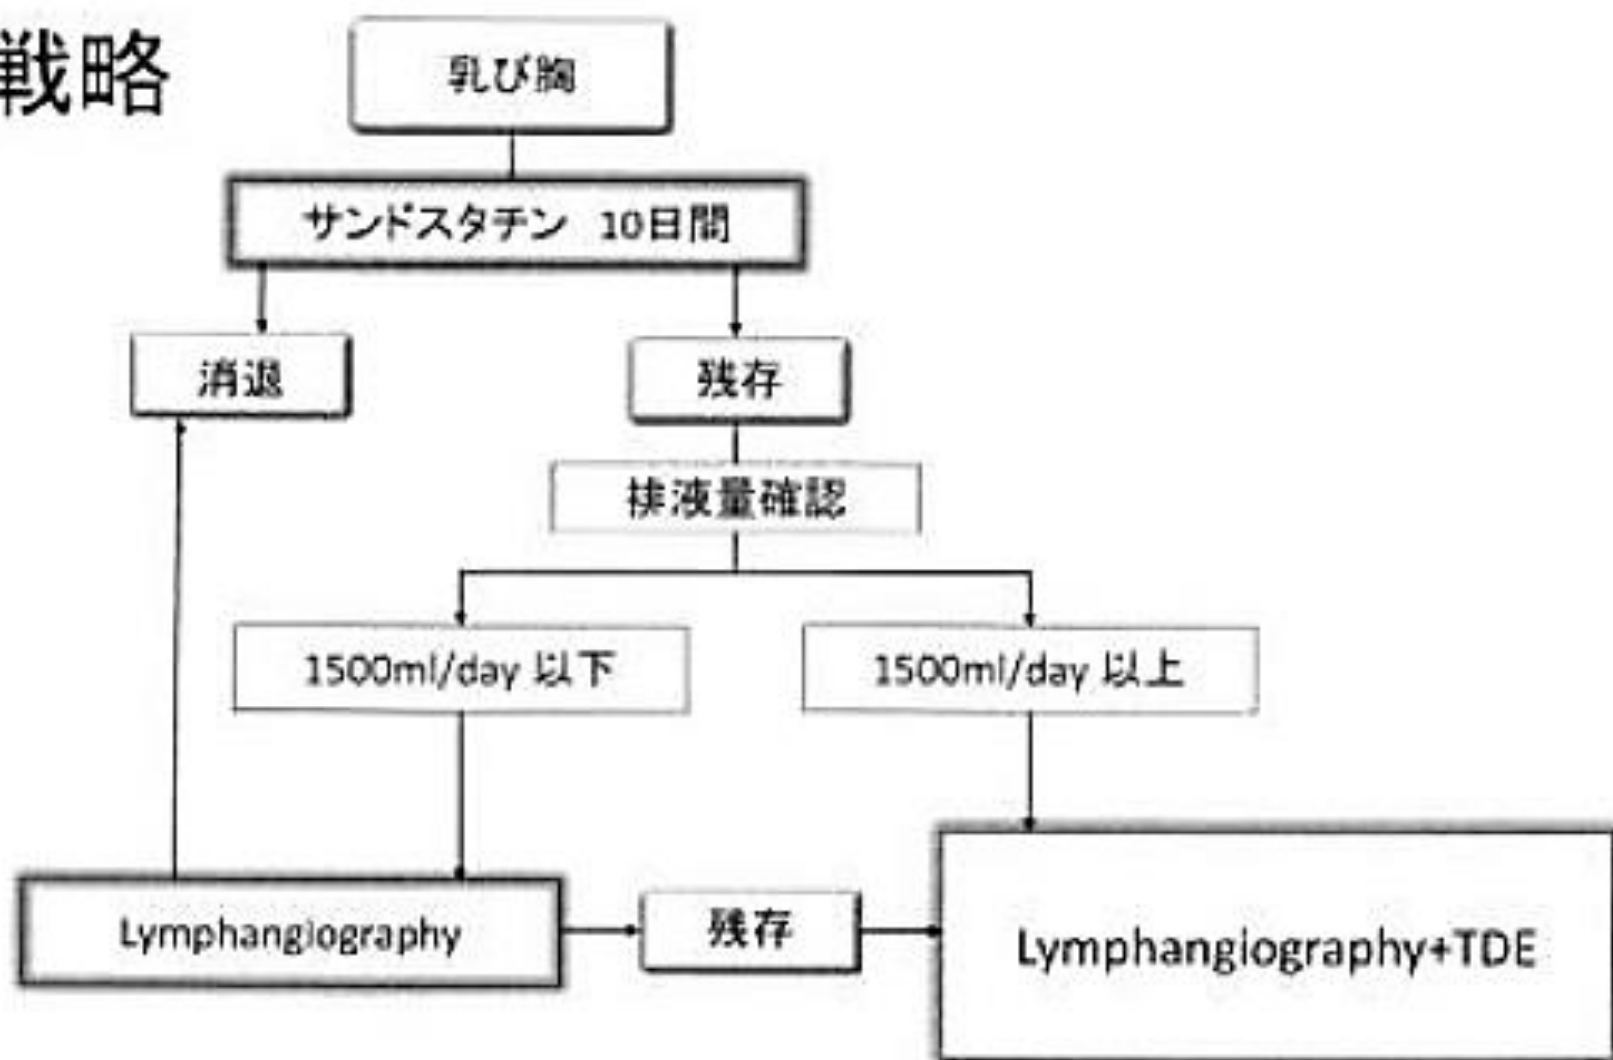 戦略
乳び胸
サンドスタチン 10日間
消退
残存
排液量確認
1500ml/day 以下
1500ml/day 以上
Lymphangiography
残存
Lymphangiography+TDE